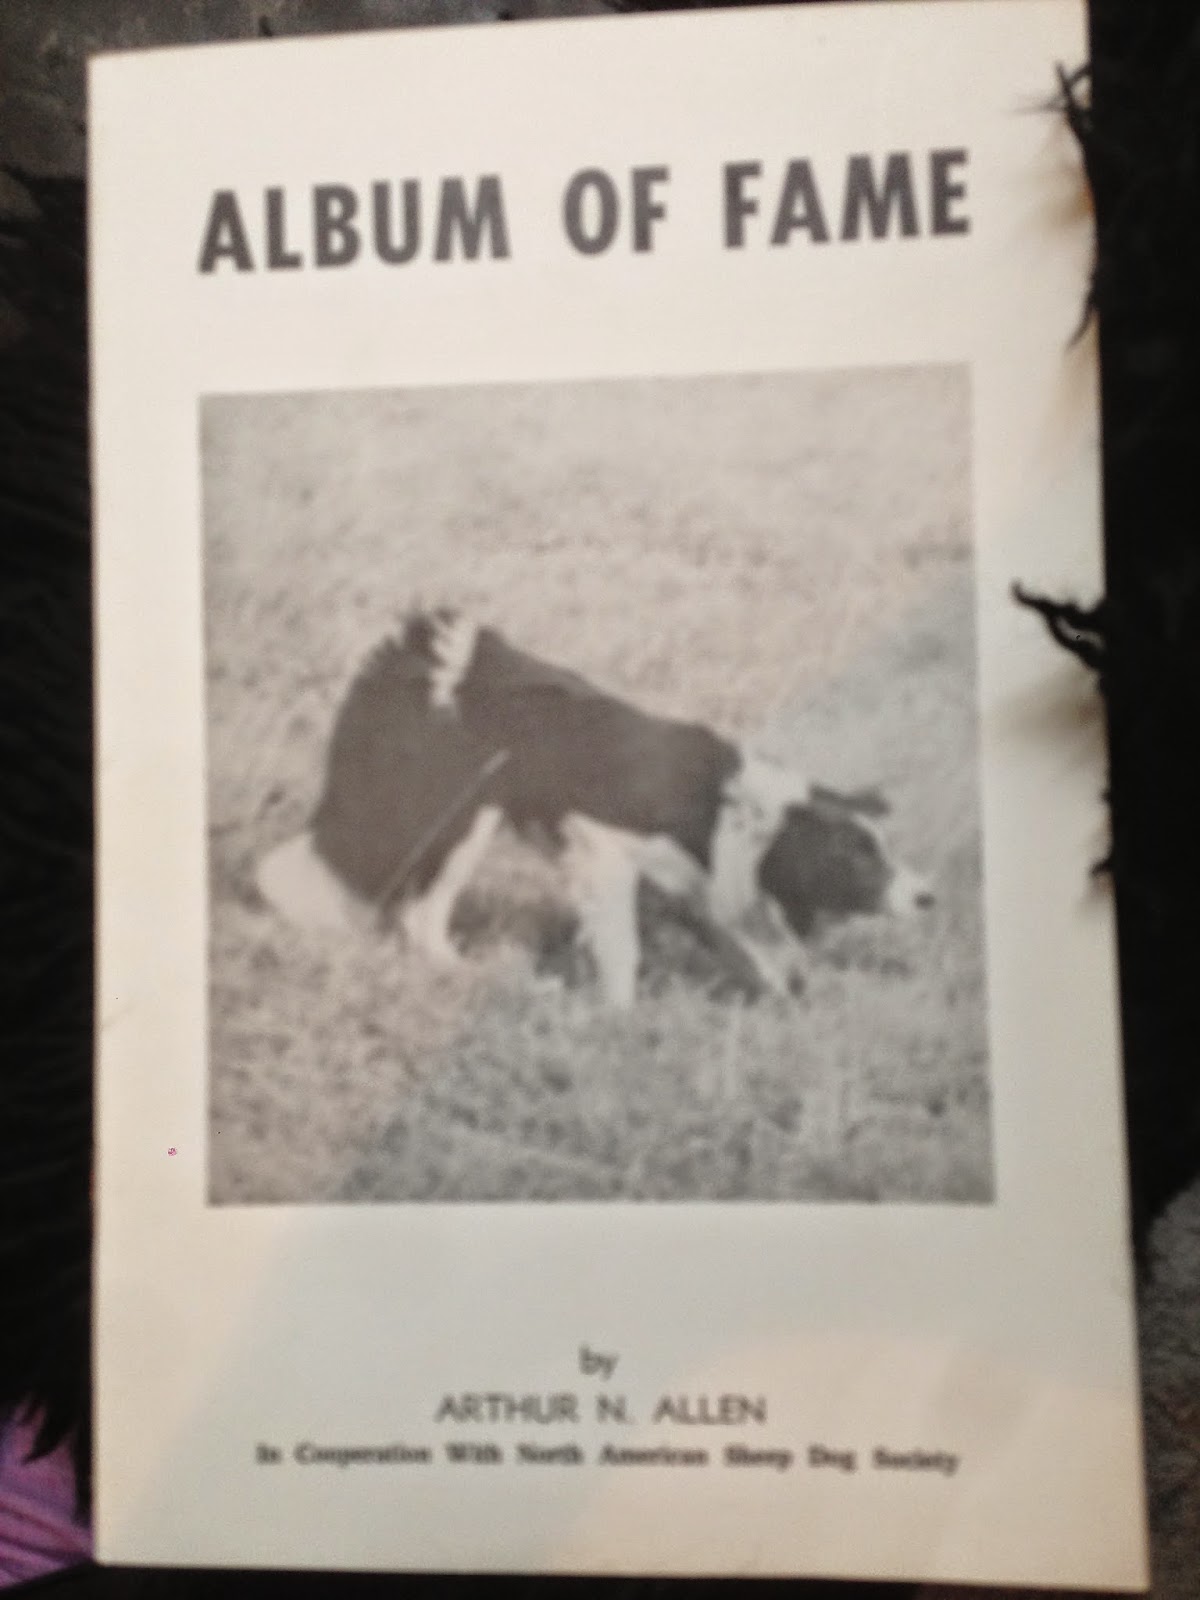 ALBUM OF FAME
by
ARTHUR N. ALLEN
In Cooperation With North American Sheep Dog Society